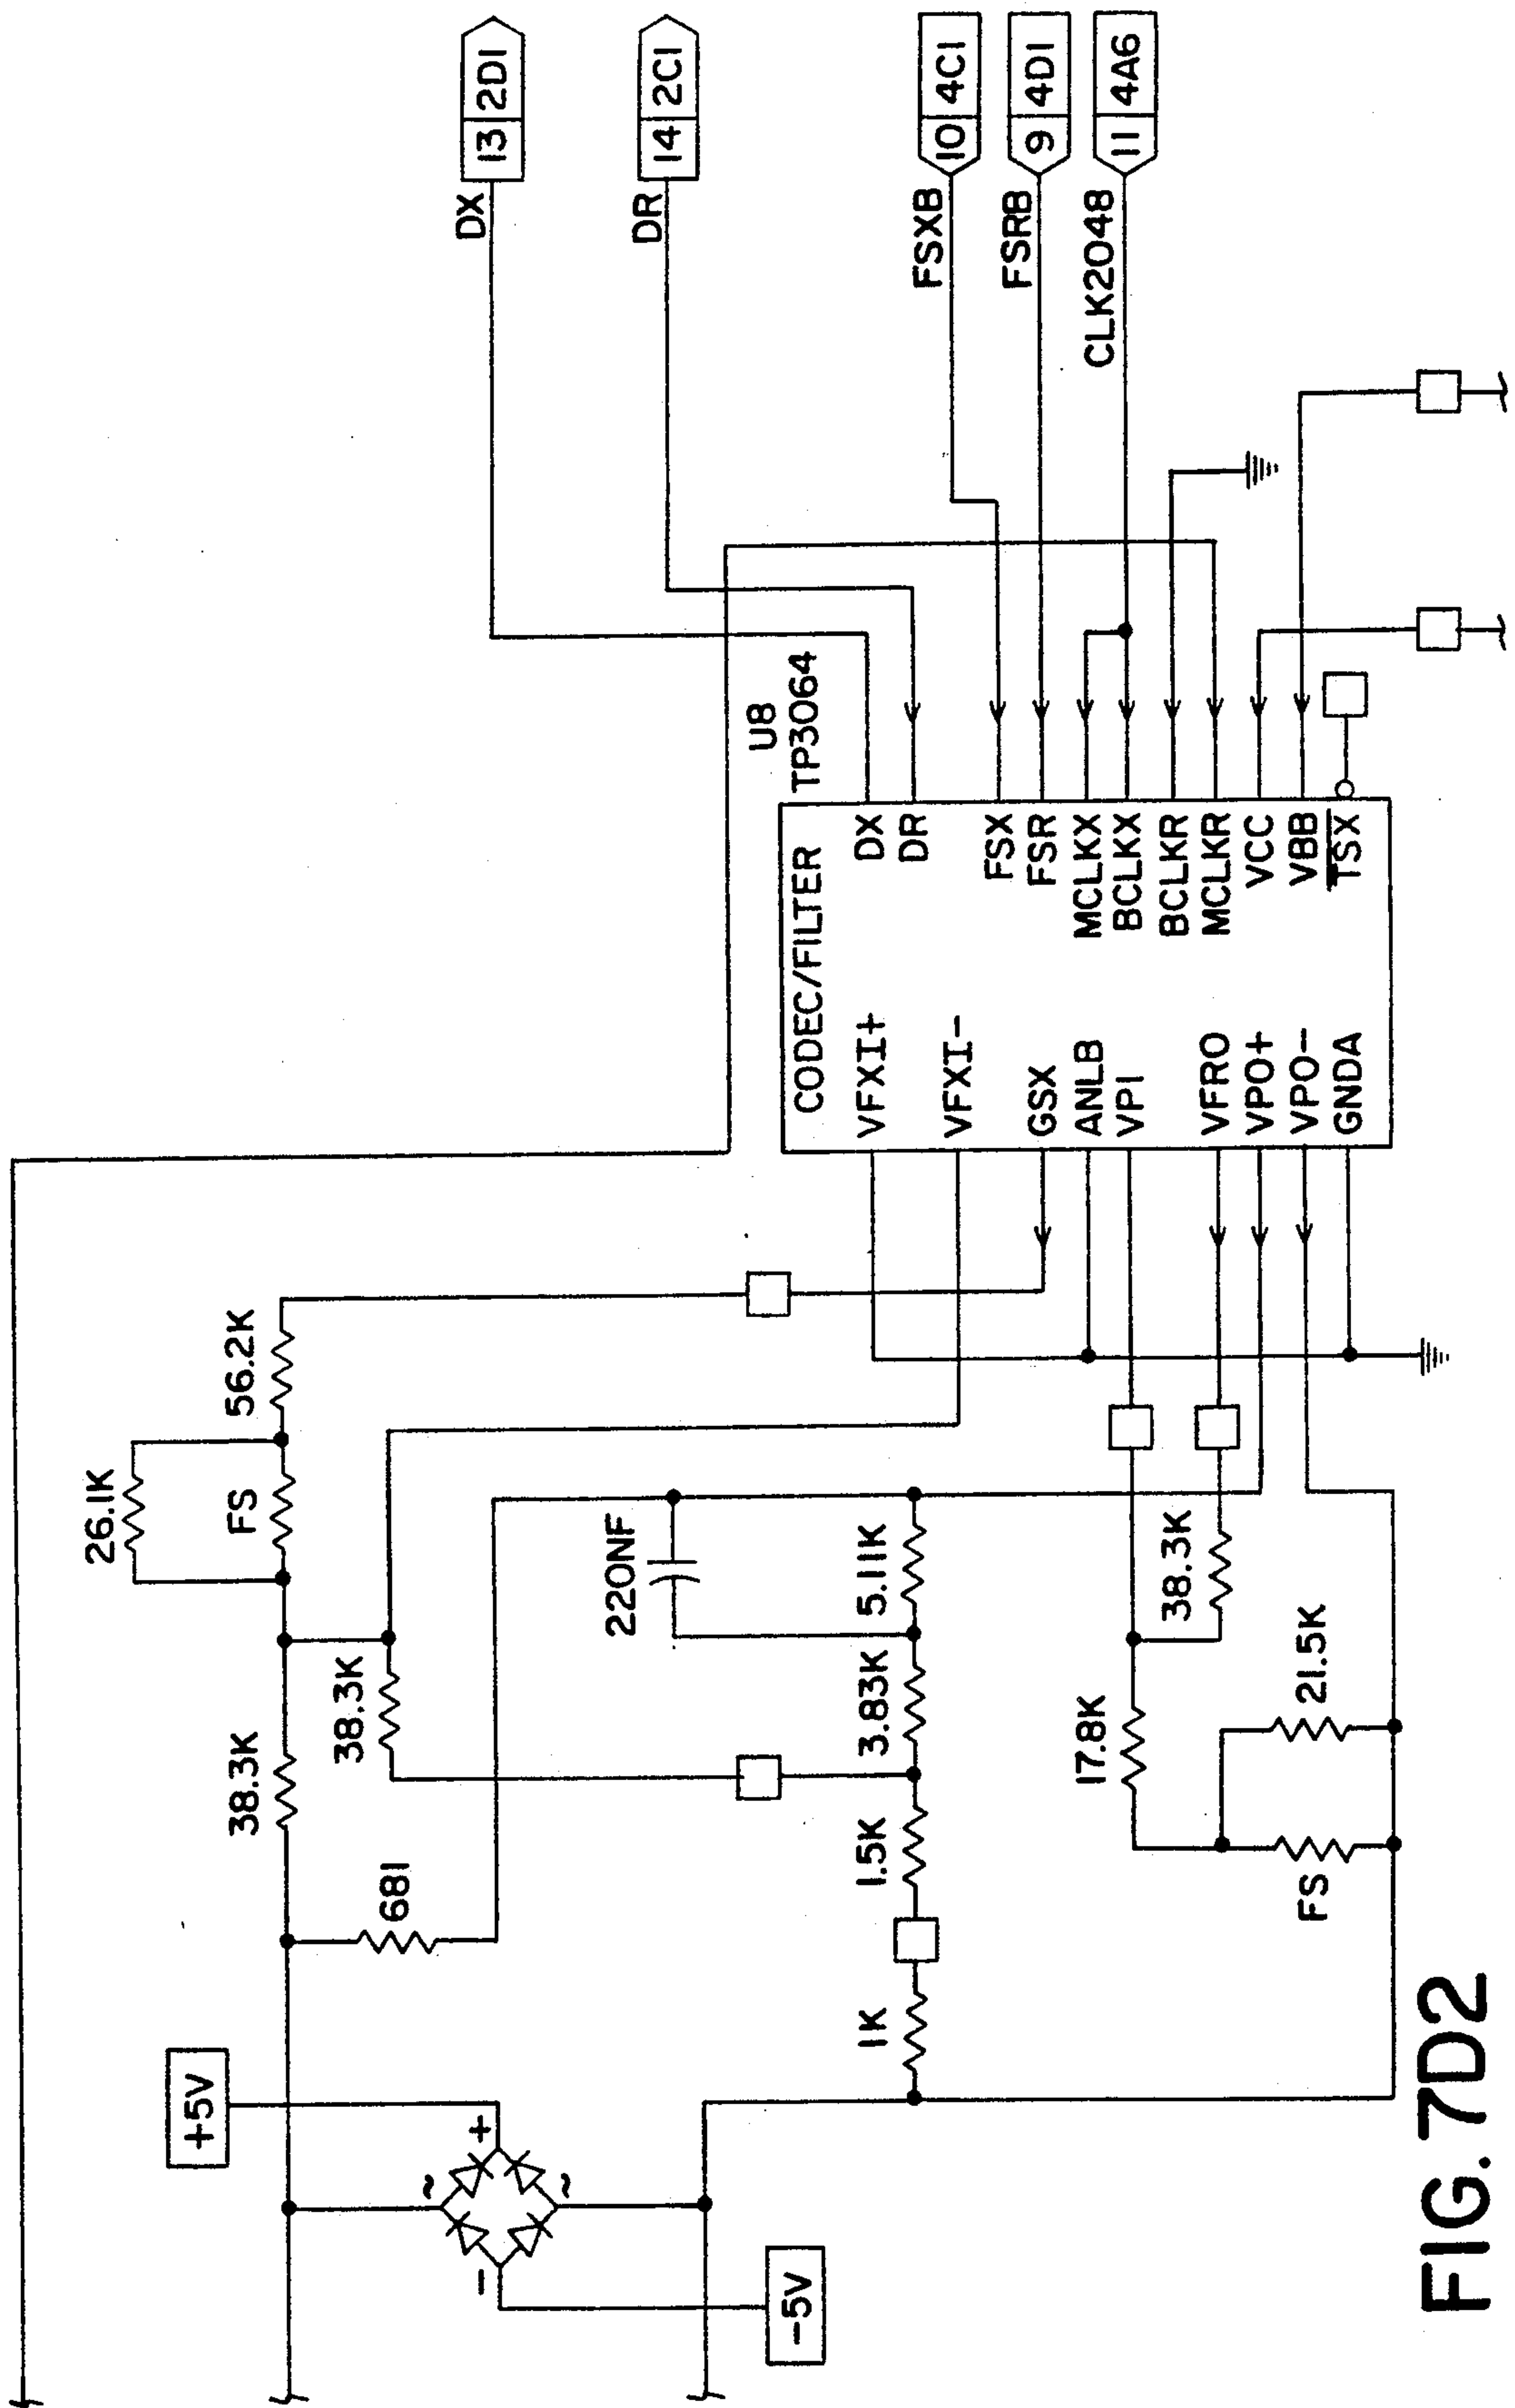 26.1K
56.2K
FS
38.3K
38.3K
681
+5V
+
~
~
-
-5V
220NF
5.11K
3.83K
1.5K
1K
38.3K
17.8K
21.5K
FS
U8
TP3064
CODEC/FILTER
VFXI+
VFXI-
GSX
ANLB
VPI
VFRO
VPO+
VPO-
GNDA
DX
DR
FSX
FSR
MCLKX
BCLKX
BCLKR
MCLKR
VCC
VBB
TSX
DX
13 2D1
DR
14 2C1
FSXB
10 4C1
FSRB
9 4D1
CLK2048
11 4A6
FIG. 7D2